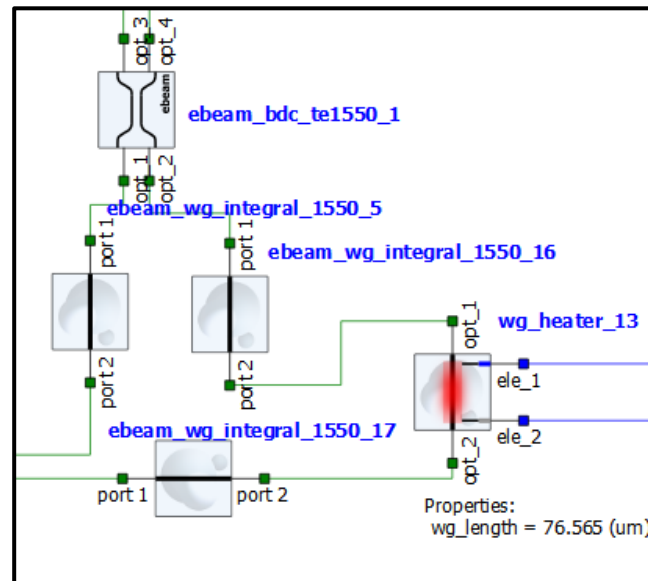 opt_3
opt_4
ebeam
ebeam_bdc_te1550_1
opt_1
opt_2
ebeam_wg_integral_1550_5
port 1
port 1
ebeam_wg_integral_1550_16
opt_1
wg_heater_13
port 2
port 2
ele_1
ele_2
ebeam_wg_integral_1550_17
opt_2
port 1
port 2
Properties:
wg_length = 76.565 (um)